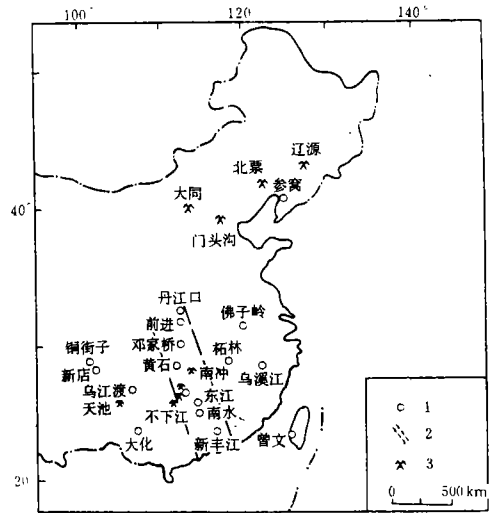 100° 120° 140°
辽源
北票
参窝
大同
40°
门头沟
丹江口
前进
佛子岭
邓家桥
铜街子
黄石
柘林
新店
南冲
乌溪江
乌江渡
东江
天池
不下江
南水
大化
新丰江
曾文
20°
1
2
3
0 500 km